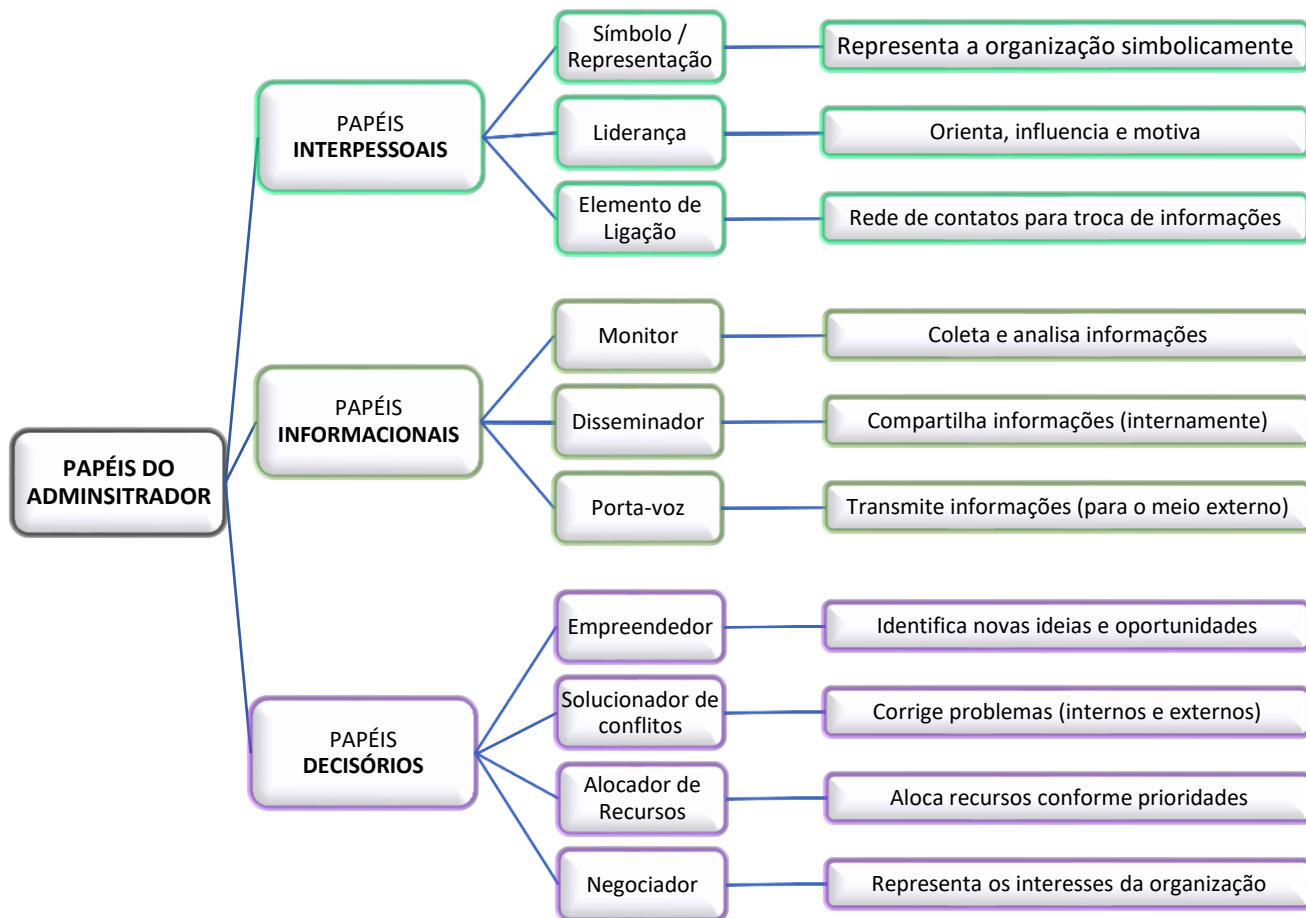 PAPÉIS DO
ADMINSITRADOR
PAPÉIS
INTERPESSOAIS
Símbolo /
Representação
Representa a organização simbolicamente
Liderança
Orienta, influencia e motiva
Elemento de
Ligação
Rede de contatos para troca de informações
PAPÉIS
INFORMACIONAIS
Monitor
Coleta e analisa informações
Disseminador
Compartilha informações (internamente)
Porta-voz
Transmite informações (para o meio externo)
PAPÉIS
DECISÓRIOS
Empreendedor
Identifica novas ideias e oportunidades
Solucionador de
conflitos
Corrige problemas (internos e externos)
Alocador de
Recursos
Aloca recursos conforme prioridades
Negociador
Representa os interesses da organização